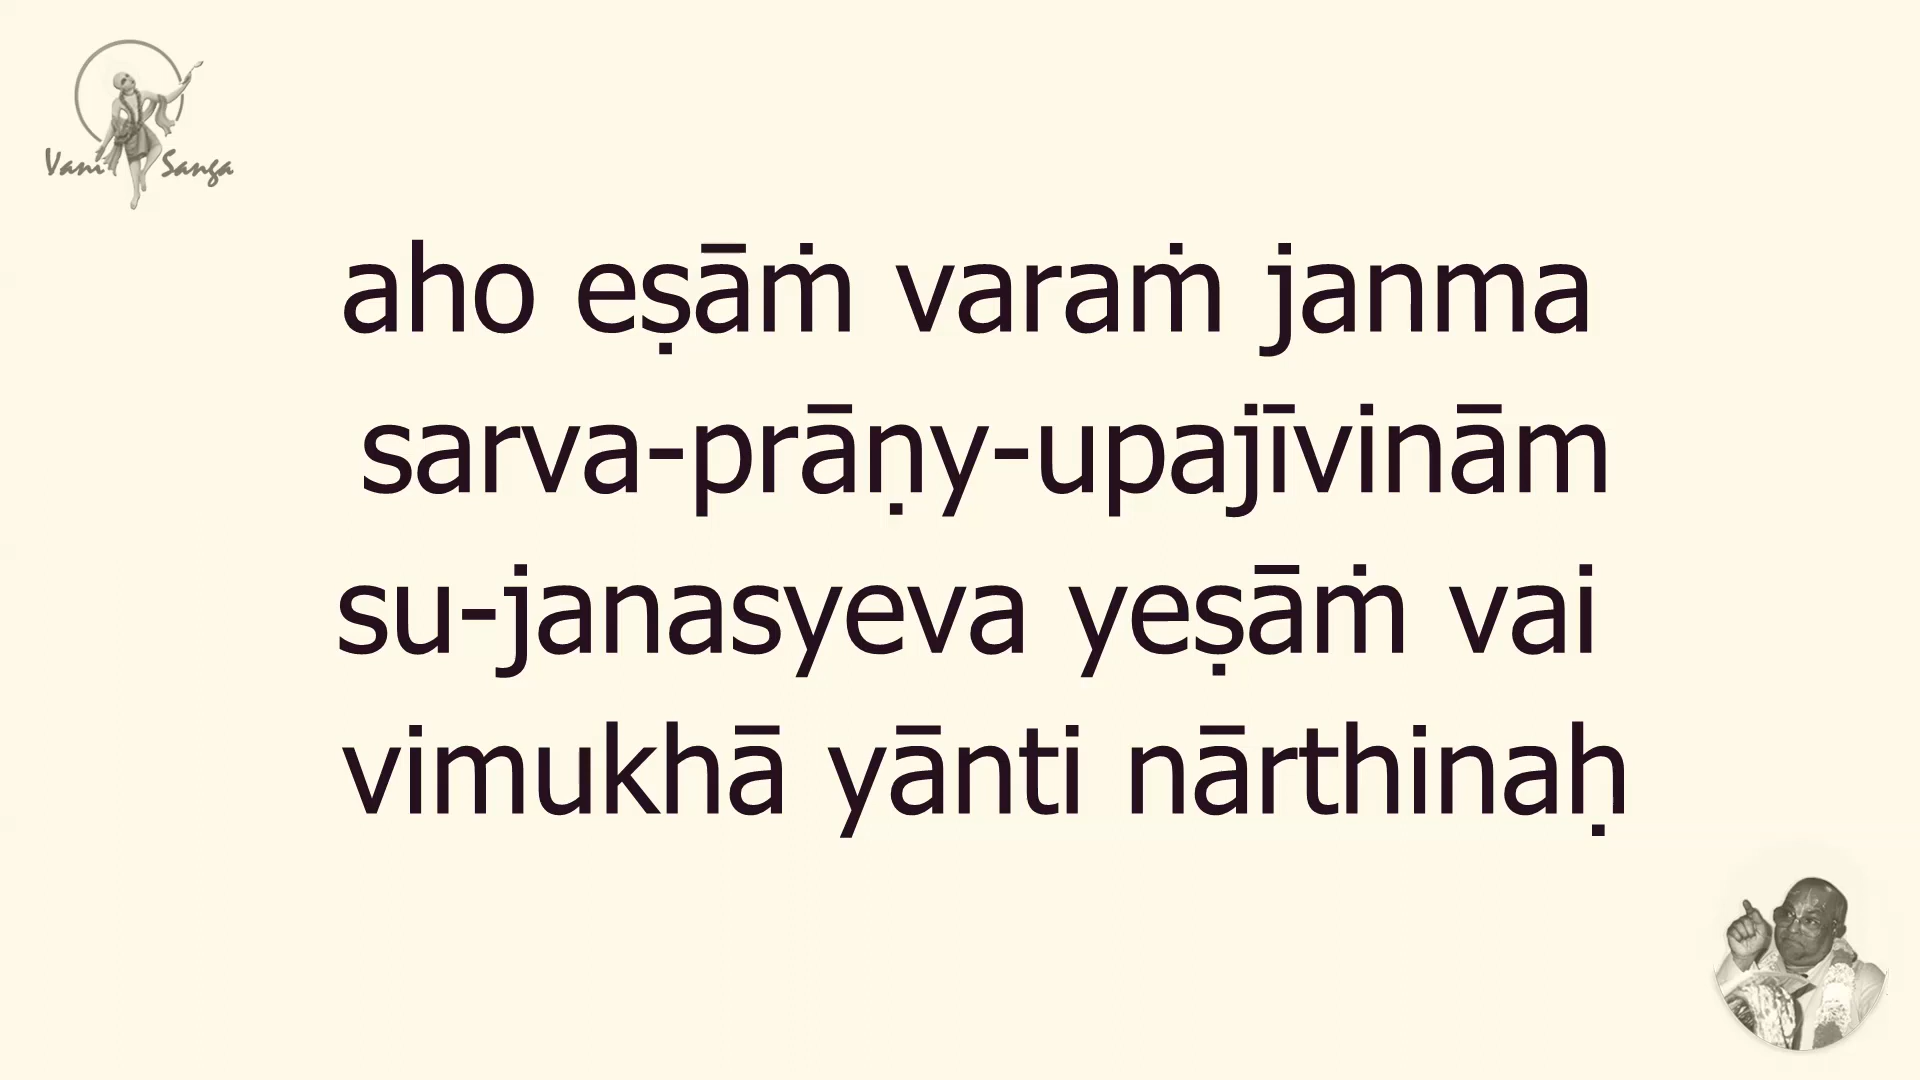 Vani Sanga
aho eṣāṁ varaṁ janma
sarva-prāṇy-upajīvinām
su-janasyeva yeṣāṁ vai
vimukhā yānti nārthinaḥ